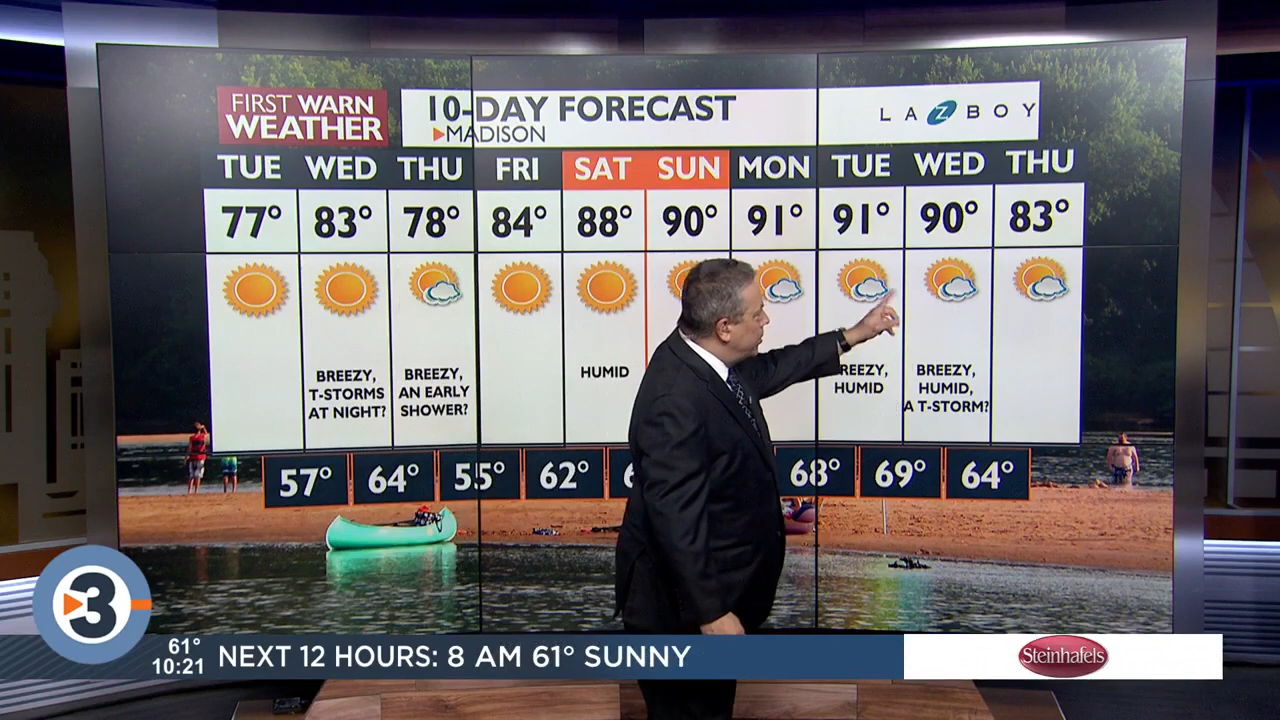 FIRST WARN
WEATHER
10-DAY FORECAST
MADISON
LA Z BOY
TUE WED THU FRI SAT SUN MON TUE WED THU
77° 83° 78° 84° 88° 90° 91° 91° 90° 83°
BREEZY,
T-STORMS
AT NIGHT?
BREEZY,
AN EARLY
SHOWER?
HUMID
BREEZY,
HUMID
BREEZY,
HUMID,
A T-STORM?
57° 64° 55° 62° 68° 69° 64°
3
61°
10:21
NEXT 12 HOURS: 8 AM 61° SUNNY
Steinhafels